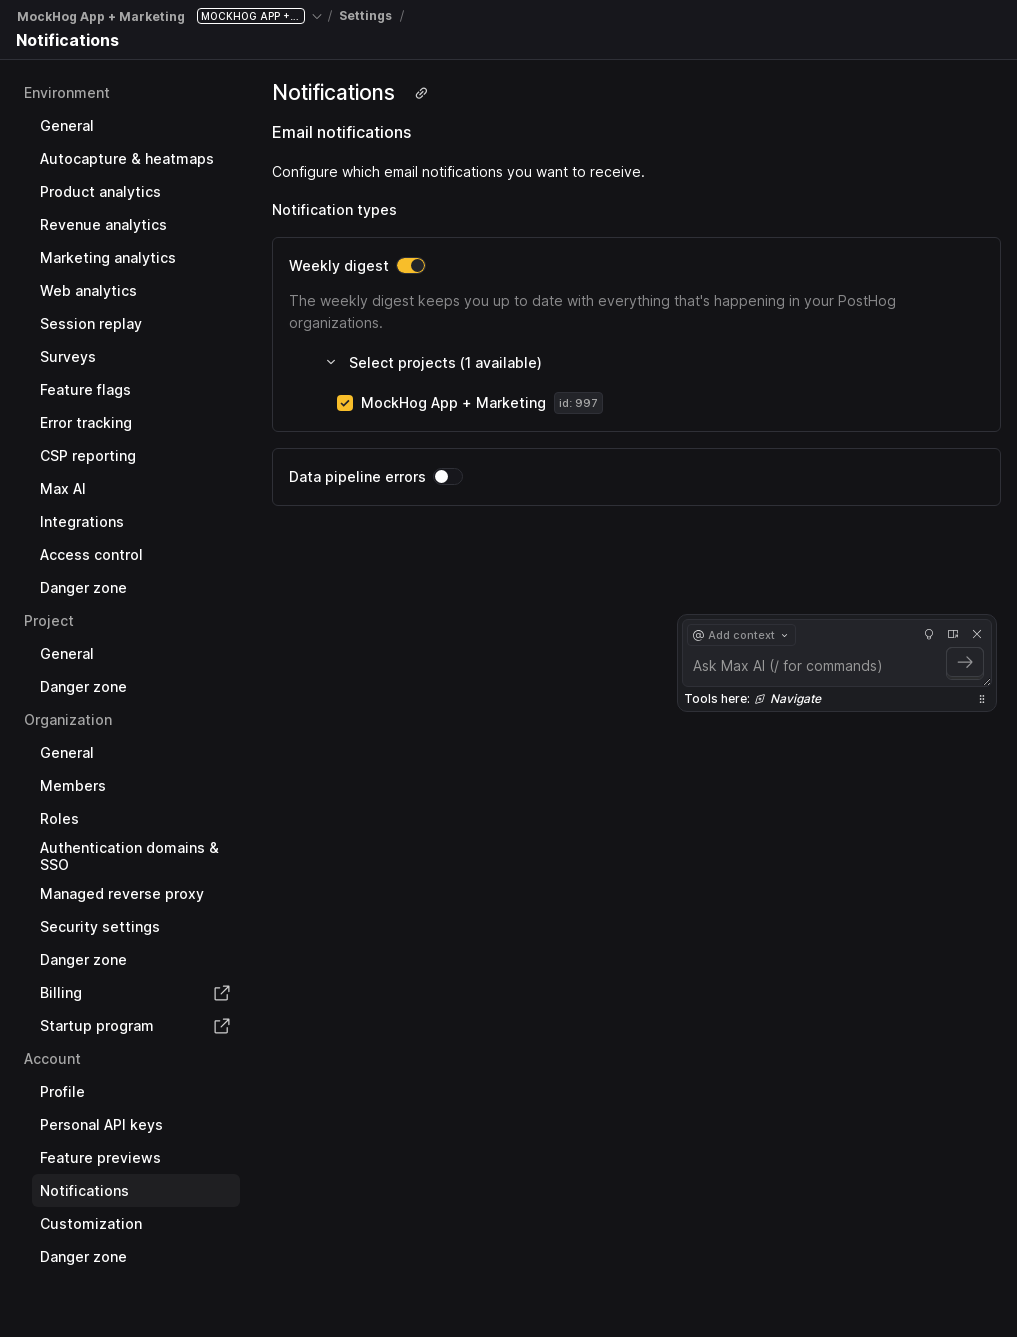 MockHog App + Marketing MOCKHOG APP +... / Settings /
Notifications
Environment
General
Autocapture & heatmaps
Product analytics
Revenue analytics
Marketing analytics
Web analytics
Session replay
Surveys
Feature flags
Error tracking
CSP reporting
Max AI
Integrations
Access control
Danger zone
Project
General
Danger zone
Organization
General
Members
Roles
Authentication domains &
SSO
Managed reverse proxy
Security settings
Danger zone
Billing
Startup program
Account
Profile
Personal API keys
Feature previews
Notifications
Customization
Danger zone
Notifications
Email notifications
Configure which email notifications you want to receive.
Notification types
Weekly digest
The weekly digest keeps you up to date with everything that's happening in your PostHog
organizations.
Select projects (1 available)
MockHog App + Marketing id: 997
Data pipeline errors
@ Add context
Ask Max AI (/ for commands)
Tools here: Navigate